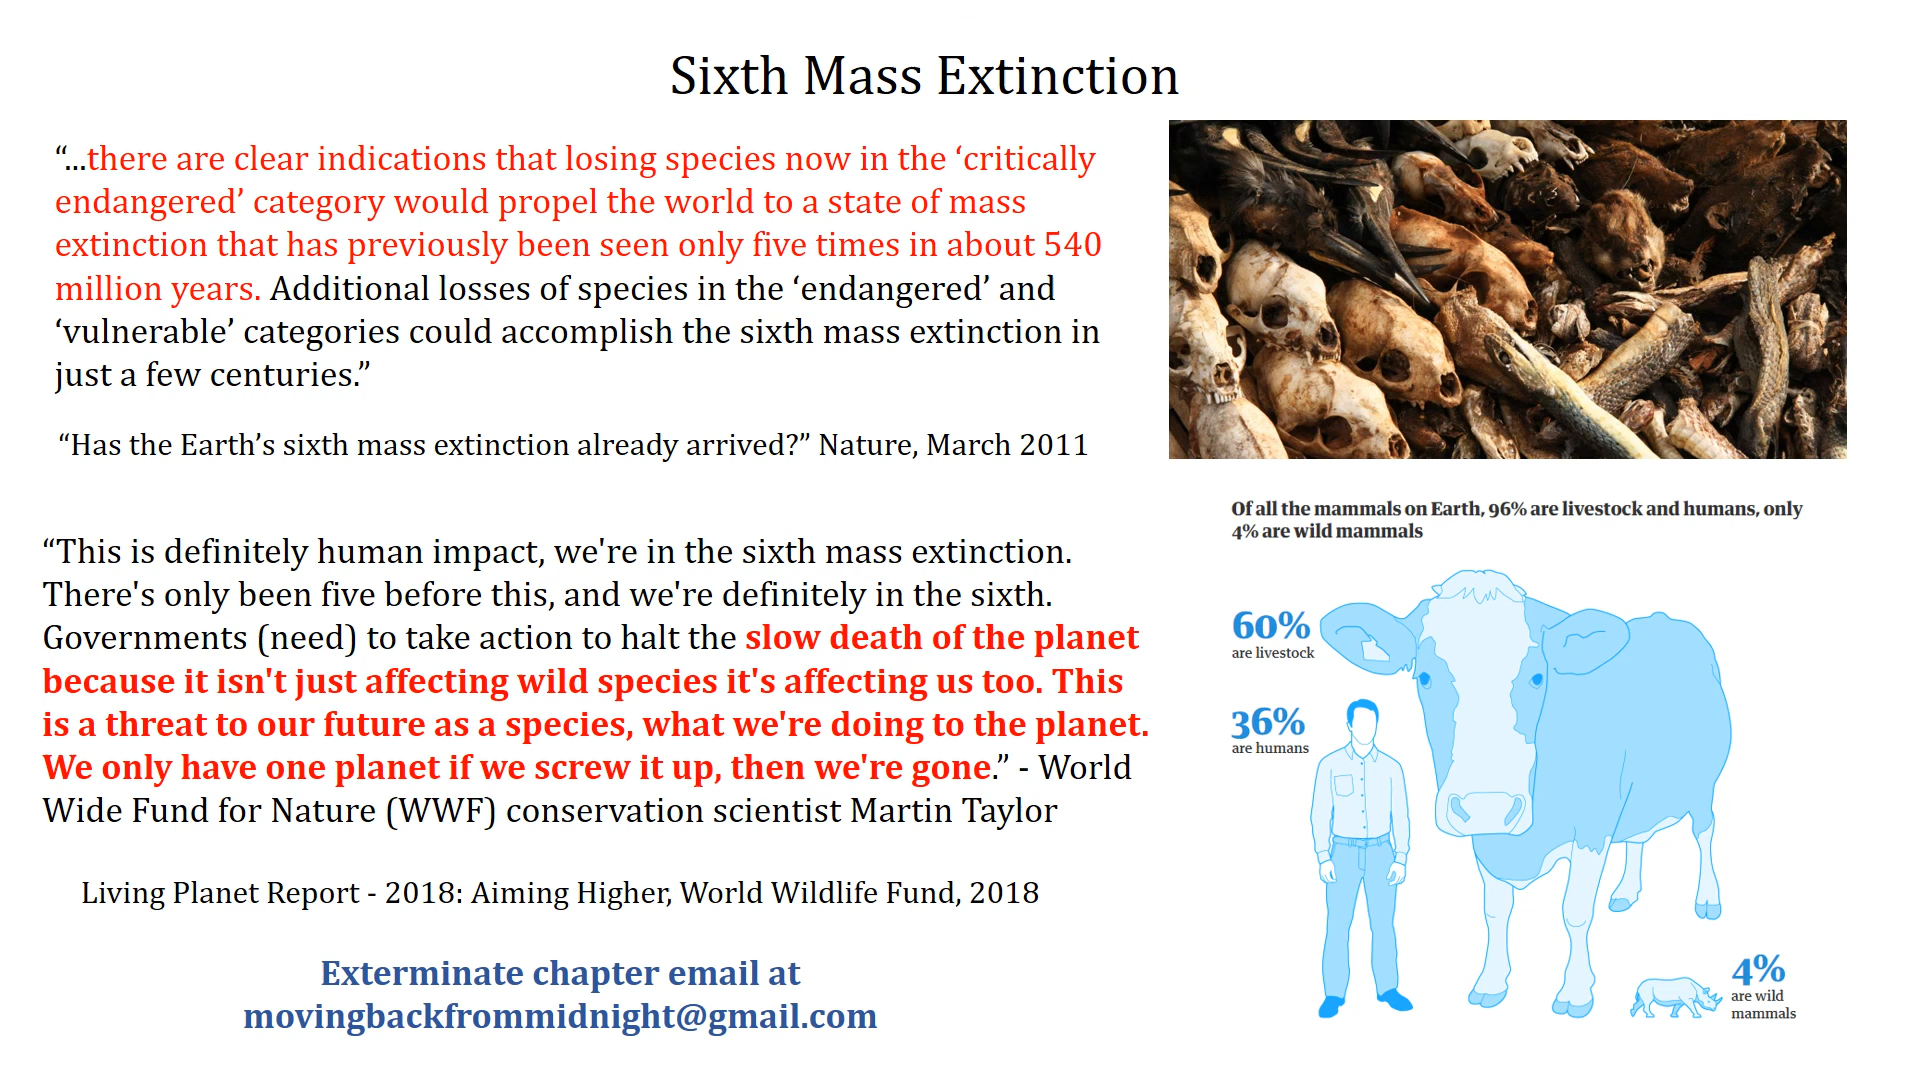 Sixth Mass Extinction
“...there are clear indications that losing species now in the ‘critically
endangered’ category would propel the world to a state of mass
extinction that has previously been seen only five times in about 540
million years. Additional losses of species in the ‘endangered’ and
‘vulnerable’ categories could accomplish the sixth mass extinction in
just a few centuries.”
“Has the Earth’s sixth mass extinction already arrived?” Nature, March 2011
“This is definitely human impact, we're in the sixth mass extinction.
There's only been five before this, and we're definitely in the sixth.
Governments (need) to take action to halt the slow death of the planet
because it isn't just affecting wild species it's affecting us too. This
is a threat to our future as a species, what we're doing to the planet.
We only have one planet if we screw it up, then we're gone.” - World
Wide Fund for Nature (WWF) conservation scientist Martin Taylor
Living Planet Report - 2018: Aiming Higher, World Wildlife Fund, 2018
Exterminate chapter email at
movingbackfrommidnight@gmail.com
Of all the mammals on Earth, 96% are livestock and humans, only
4% are wild mammals
60%
are livestock
36%
are humans
4%
are wild
mammals